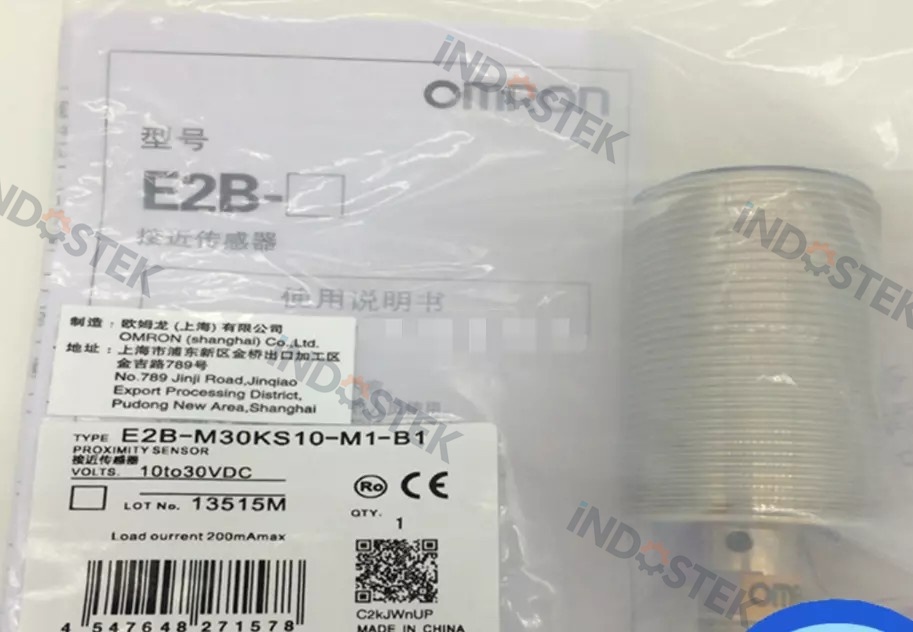 OMRON
型号
E2B-□
接近传感器
使用说明书
制造：欧姆龙 (上海) 有限公司
OMRON (shanghai) Co.,Ltd.
地址：上海市浦东新区金桥出口加工区
金吉路789号
No.789 Jinji Road,Jinqiao
Export Processing District,
Pudong New Area,Shanghai
TYPE E2B-M30KS10-M1-B1
PROXIMITY SENSOR
接近传感器
VOLTS. 10to30VDC
LOT No. 13515M
Load ourrent 200mAmax
Ro CE
QTY.
1
C2kJWnUP
MADE IN CHINA
4 547648 271578
INDOSTEK
INDOSTEK
INDOSTEK
INDOSTEK
INDOSTEK